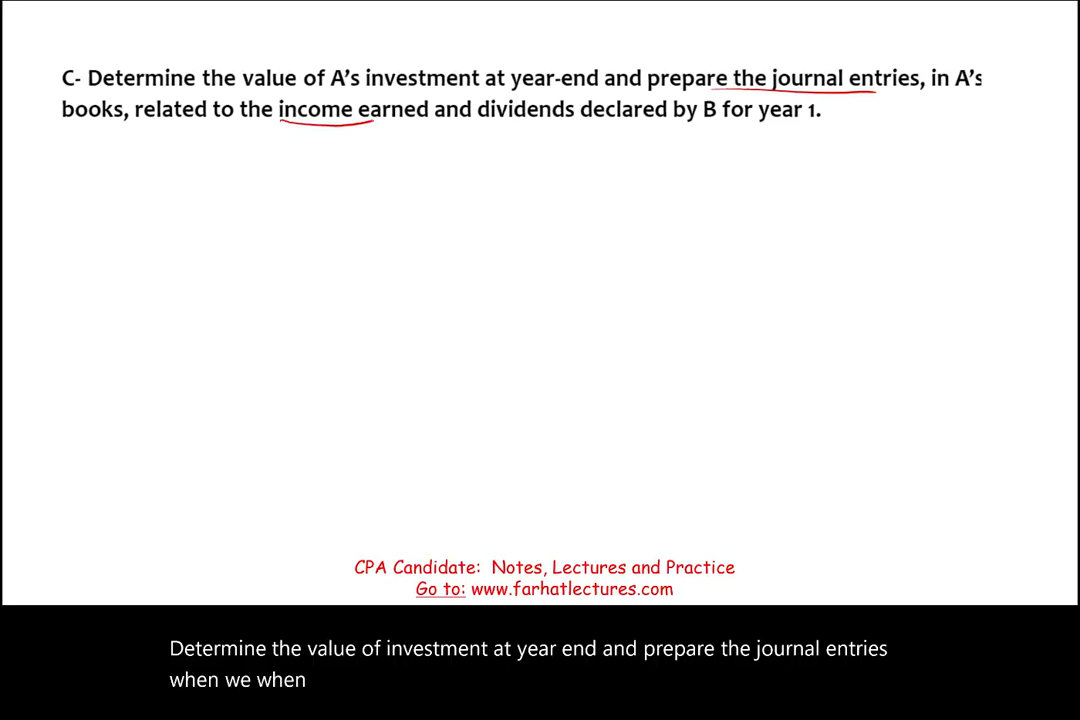 C- Determine the value of A's investment at year-end and prepare the journal entries, in A's
books, related to the income earned and dividends declared by B for year 1.
CPA Candidate: Notes, Lectures and Practice
Go to: www.farhatlectures.com
Determine the value of investment at year end and prepare the journal entries
when we when